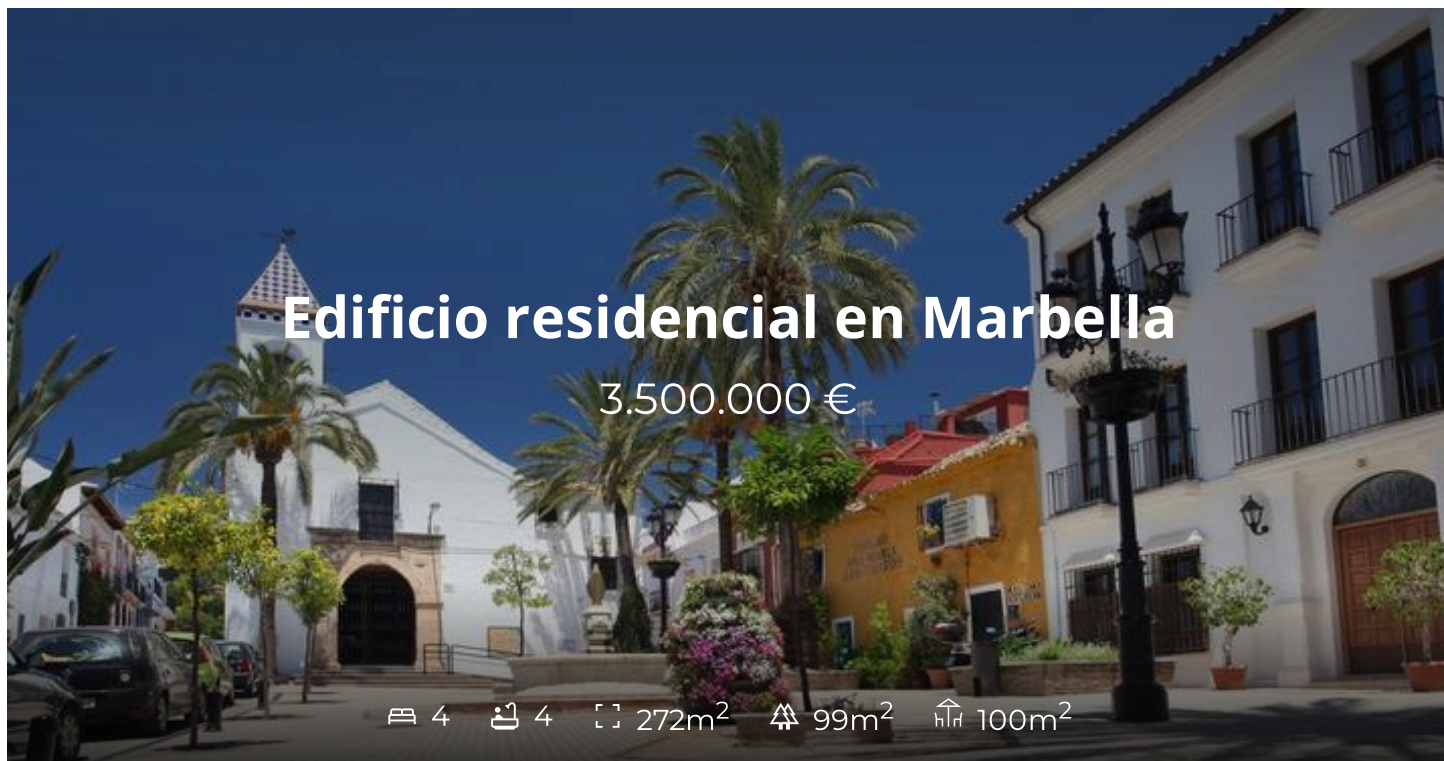 Edificio residencial en Marbella
3.500.000 €
4 4 272m² 99m² 100m²